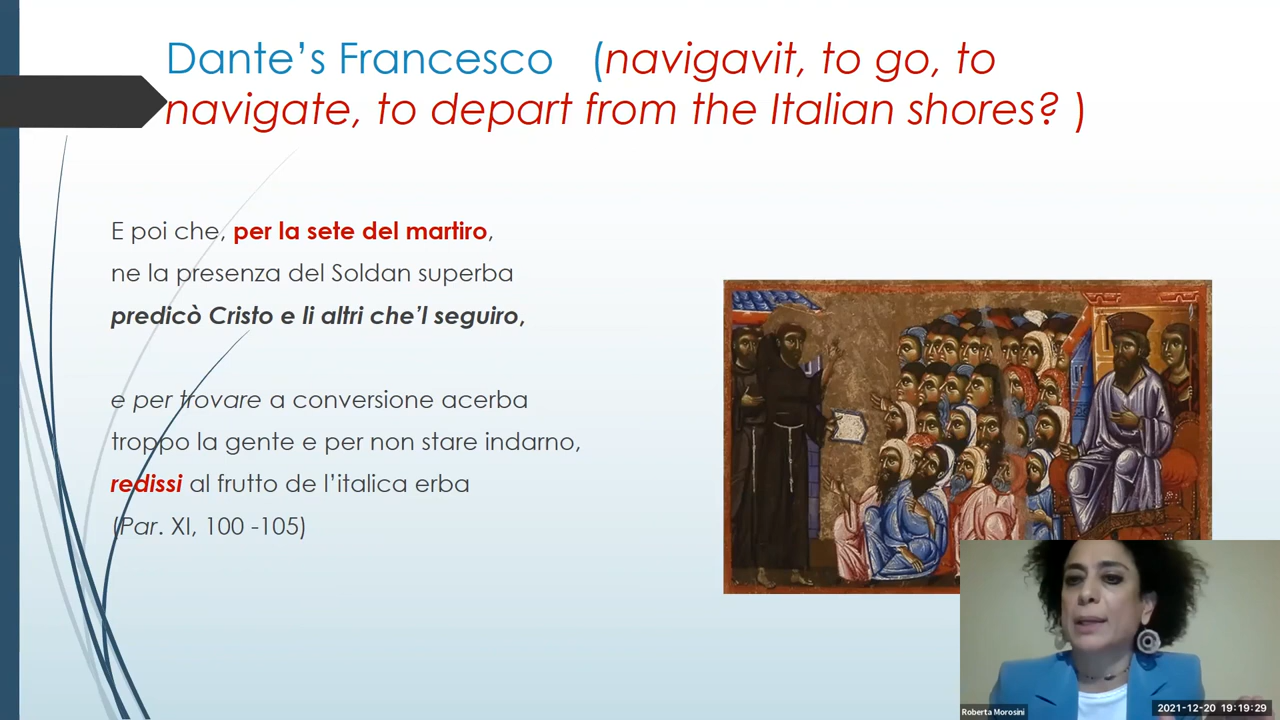 Dante’s Francesco (navigavit, to go, to
navigate, to depart from the Italian shores? )
E poi che, per la sete del martiro,
ne la presenza del Soldan superba
predicò Cristo e li altri che’l seguiro,
e per trovare a conversione acerba
troppo la gente e per non stare indarno,
redissi al frutto de l’italica erba
(Par. XI, 100 -105)
Roberta Morosini
2021-12-20 19:19:29